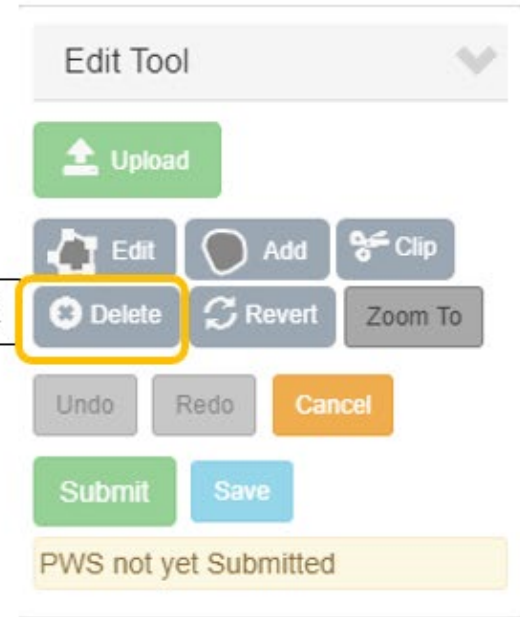 Edit Tool
Upload
Edit Add Clip
Delete Revert Zoom To
Undo Redo Cancel
Submit Save
PWS not yet Submitted